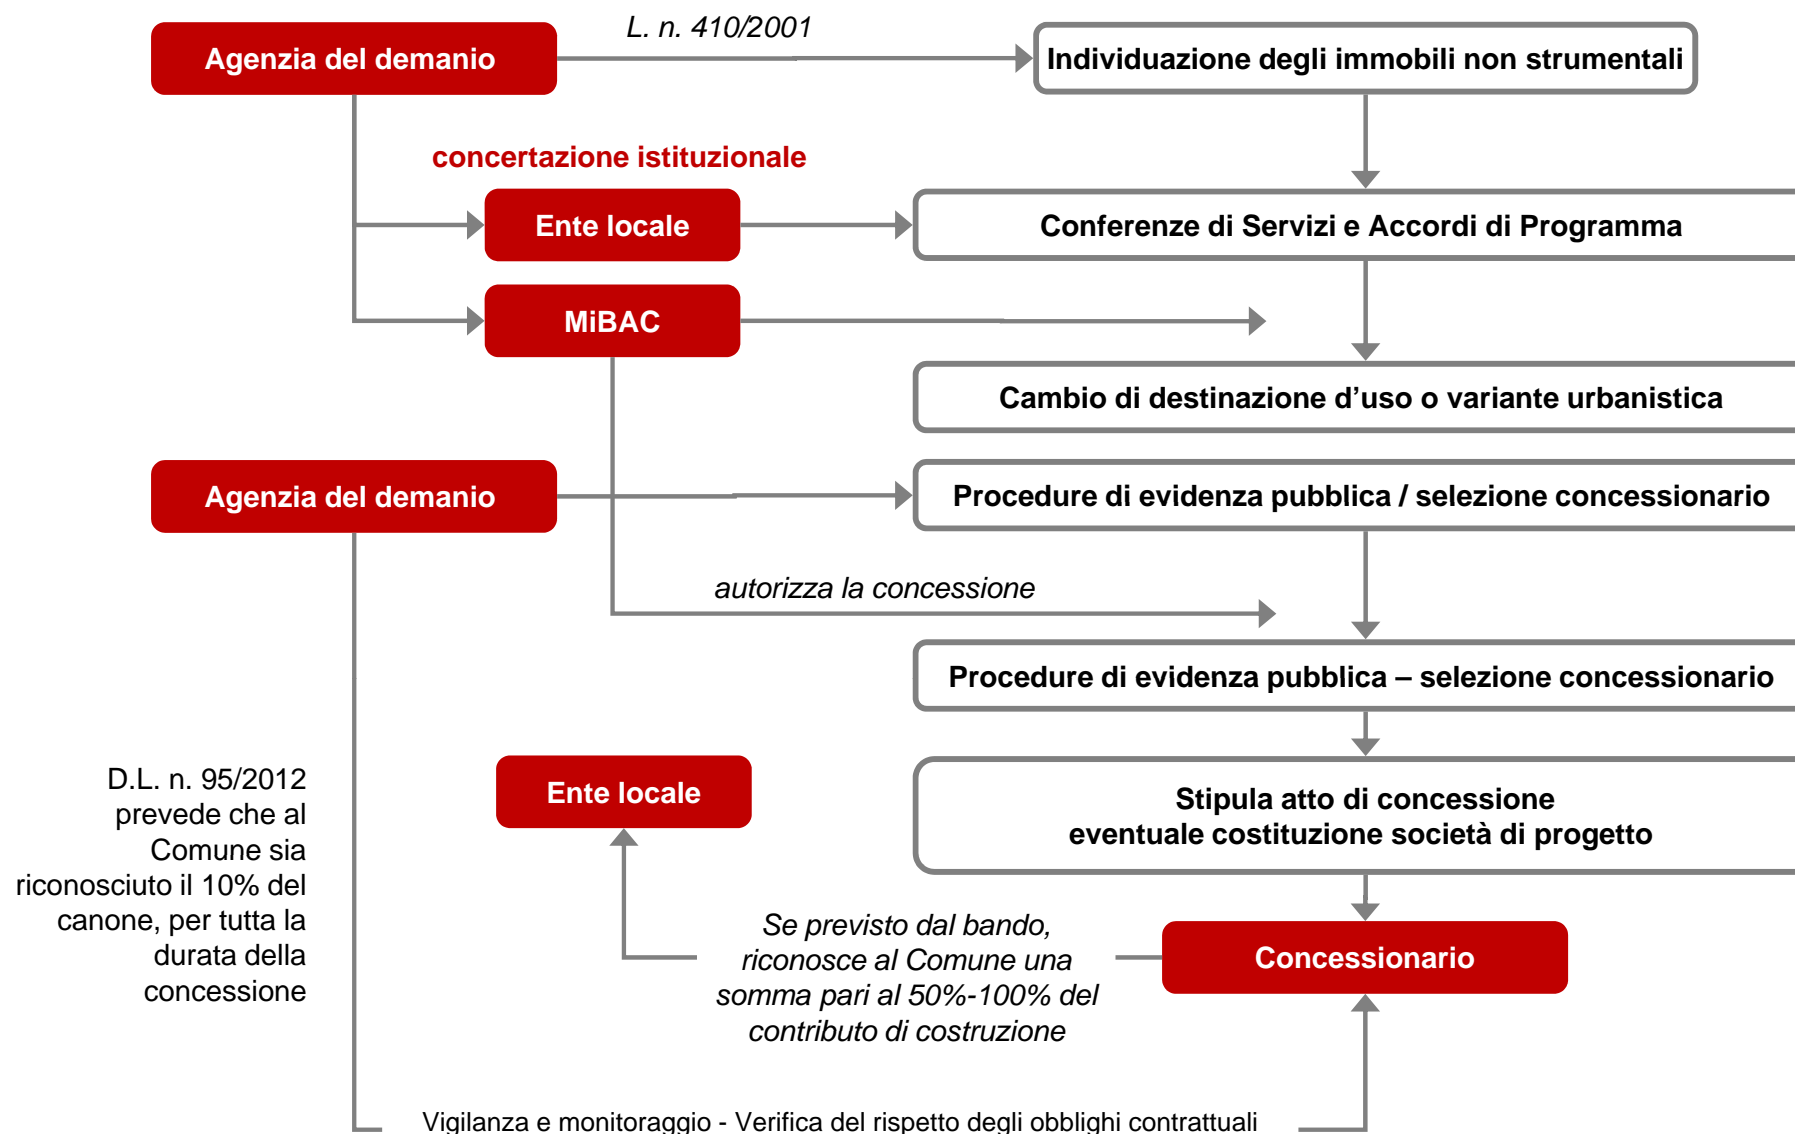 L. n. 410/2001
Agenzia del demanio
Individuazione degli immobili non strumentali
concertazione istituzionale
Ente locale
Conferenze di Servizi e Accordi di Programma
MiBAC
Cambio di destinazione d’uso o variante urbanistica
Agenzia del demanio
Procedure di evidenza pubblica / selezione concessionario
autorizza la concessione
Procedure di evidenza pubblica – selezione concessionario
D.L. n. 95/2012
prevede che al
Comune sia
riconosciuto il 10% del
canone, per tutta la
durata della
concessione
Ente locale
Stipula atto di concessione
eventuale costituzione società di progetto
Se previsto dal bando,
riconosce al Comune una
somma pari al 50%-100% del
contributo di costruzione
Concessionario
Vigilanza e monitoraggio - Verifica del rispetto degli obblighi contrattuali